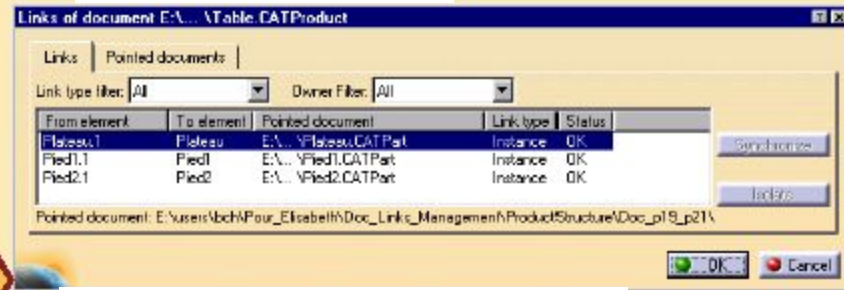 Links of document E:\... \Table.CATProduct
Links Pointed documents
Link type filter: All Owner Filter: All
From element To element Pointed document Link type Status
Plateau.1 Plateau E:\... \Plateau.CATPart Instance OK
Synchronize
Pied1.1 Pied1 E:\... \Pied1.CATPart Instance OK
Pied2.1 Pied2 E:\... \Pied2.CATPart Instance OK
Isolate
Pointed document: E:\users\bch\Pour_Elisabeth\Doc_Links_Management\ProductStructure\Doc_p19_p21\
OK Cancel